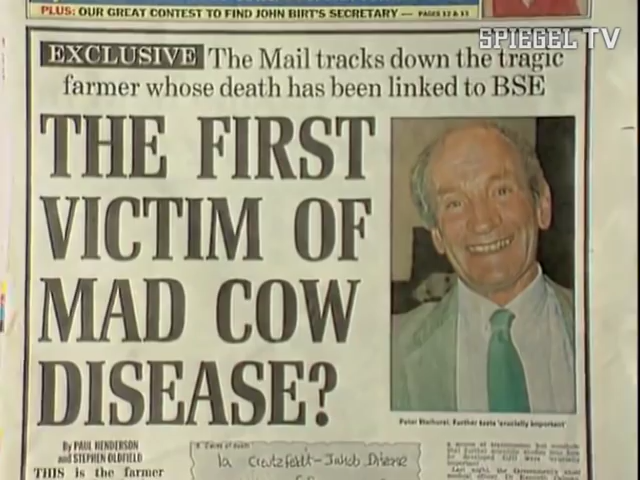 PLUS: OUR GREAT CONTEST TO FIND JOHN BIRT'S SECRETARY — PAGES 12 & 13
SPIEGEL TV
EXCLUSIVE The Mail tracks down the tragic
farmer whose death has been linked to BSE
THE FIRST
VICTIM OF
MAD COW
DISEASE?
Further tests 'crucially important'
By PAUL HENDERSON
and STEPHEN OLDFIELD
THIS is the farmer
Ia Creutzfeldt-Jakob Disease